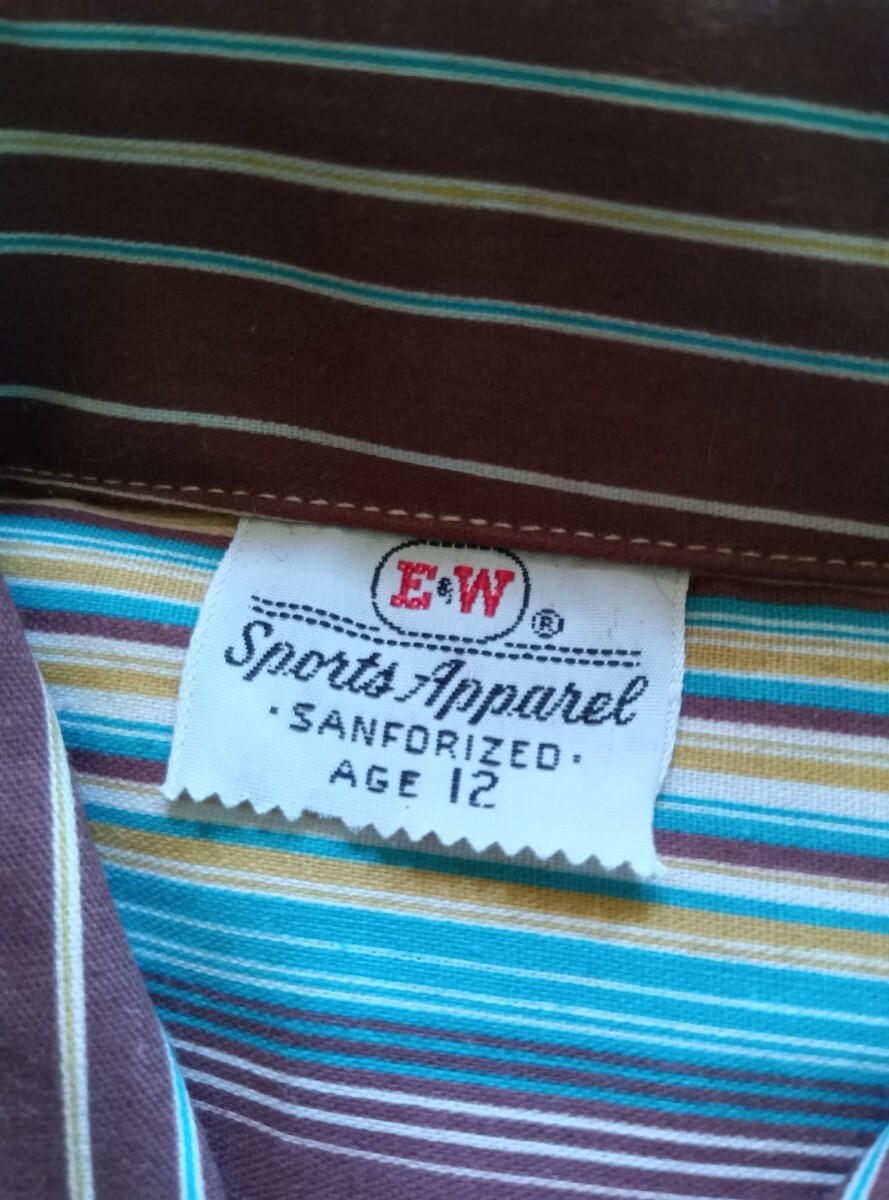 E&W ®
Sports Apparel
·SANFORIZED·
AGE 12